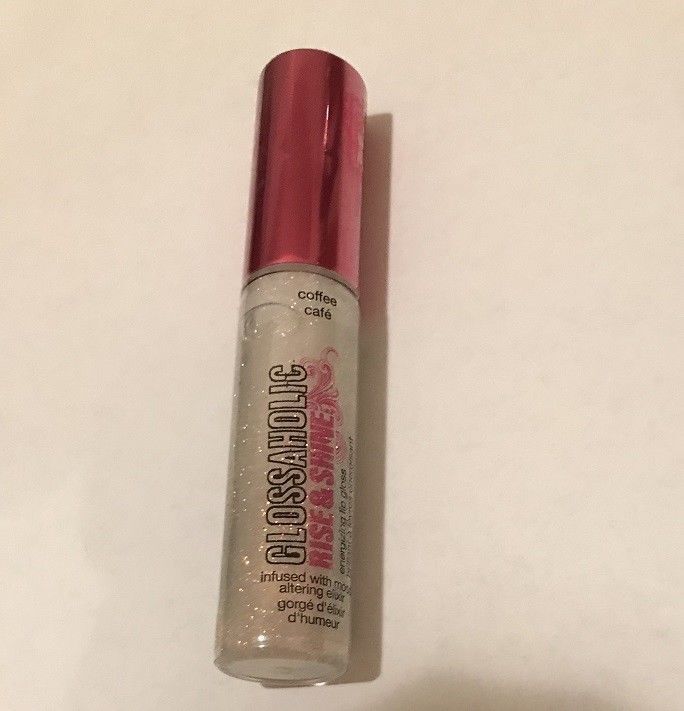 coffee
café
GLOSSAHOLIC
RISE & SHINE
energizing lip gloss
infused with mood
altering elixir
gorgé d'élixir
d'humeur